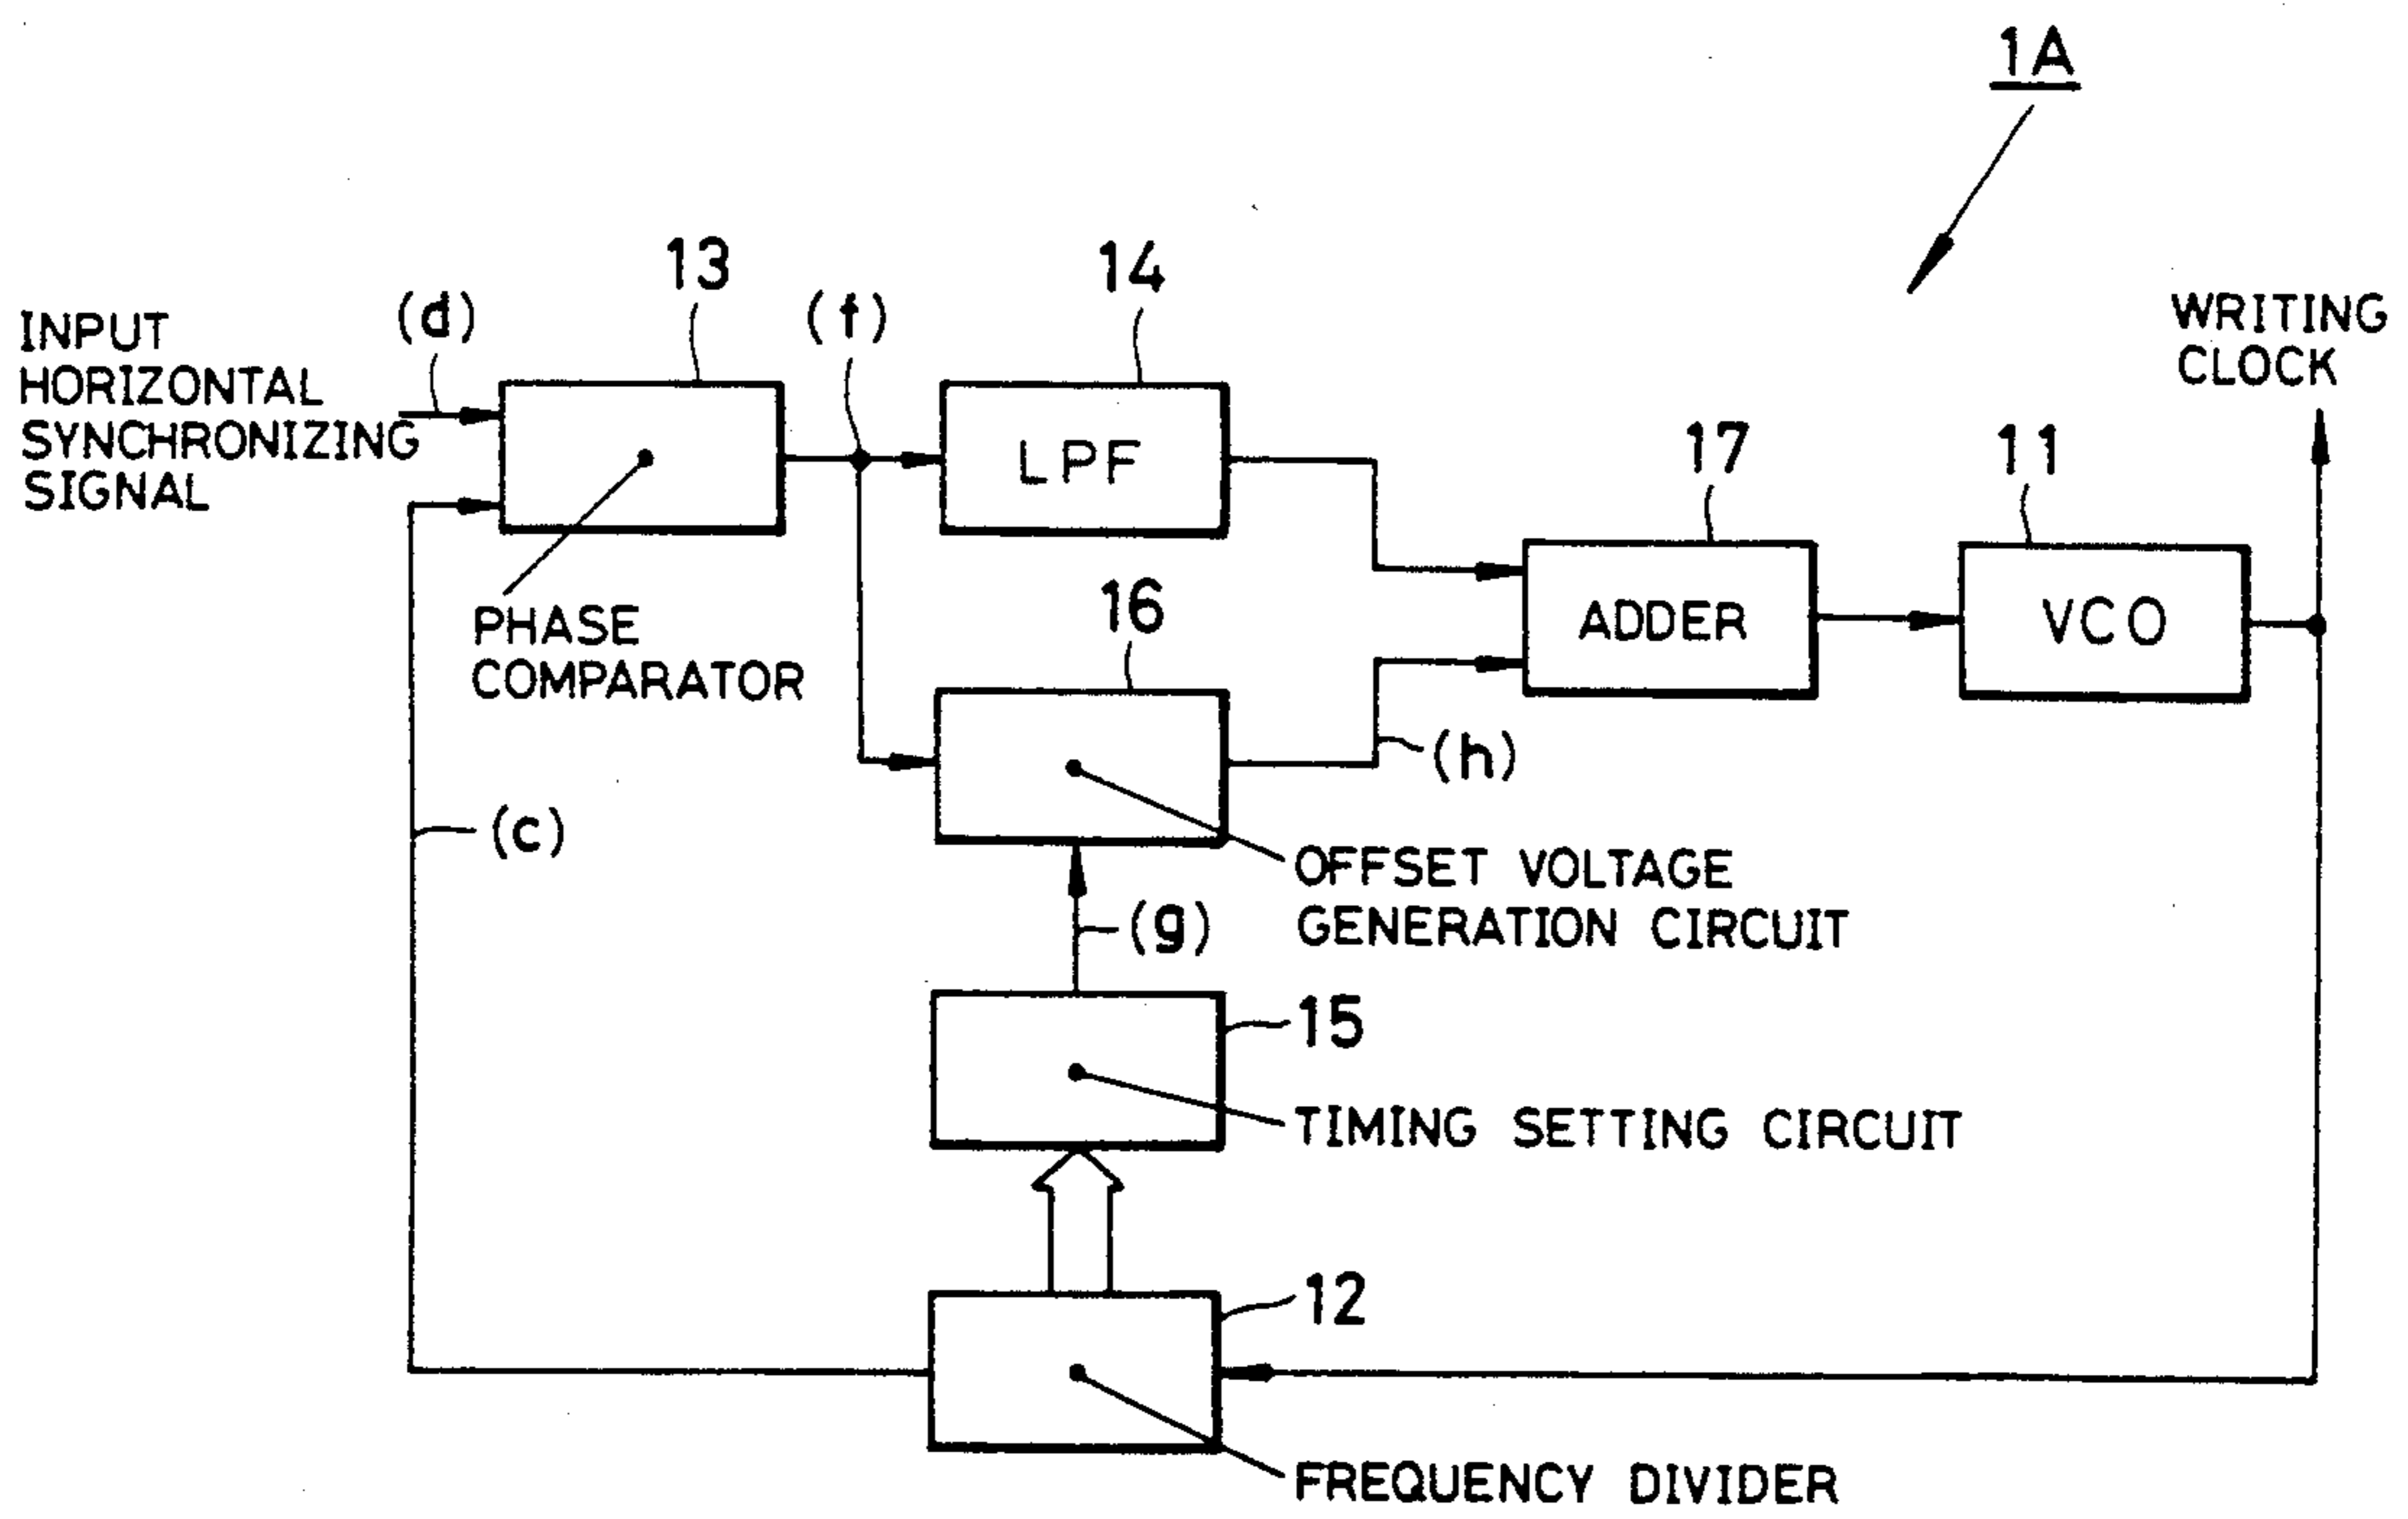 1A
13
14
(d)
(f)
INPUT
HORIZONTAL
SYNCHRONIZING
SIGNAL
WRITING
CLOCK
LPF
17
11
PHASE
COMPARATOR
16
ADDER
VCO
(h)
(c)
OFFSET VOLTAGE
GENERATION CIRCUIT
(g)
15
TIMING SETTING CIRCUIT
12
FREQUENCY DIVIDER